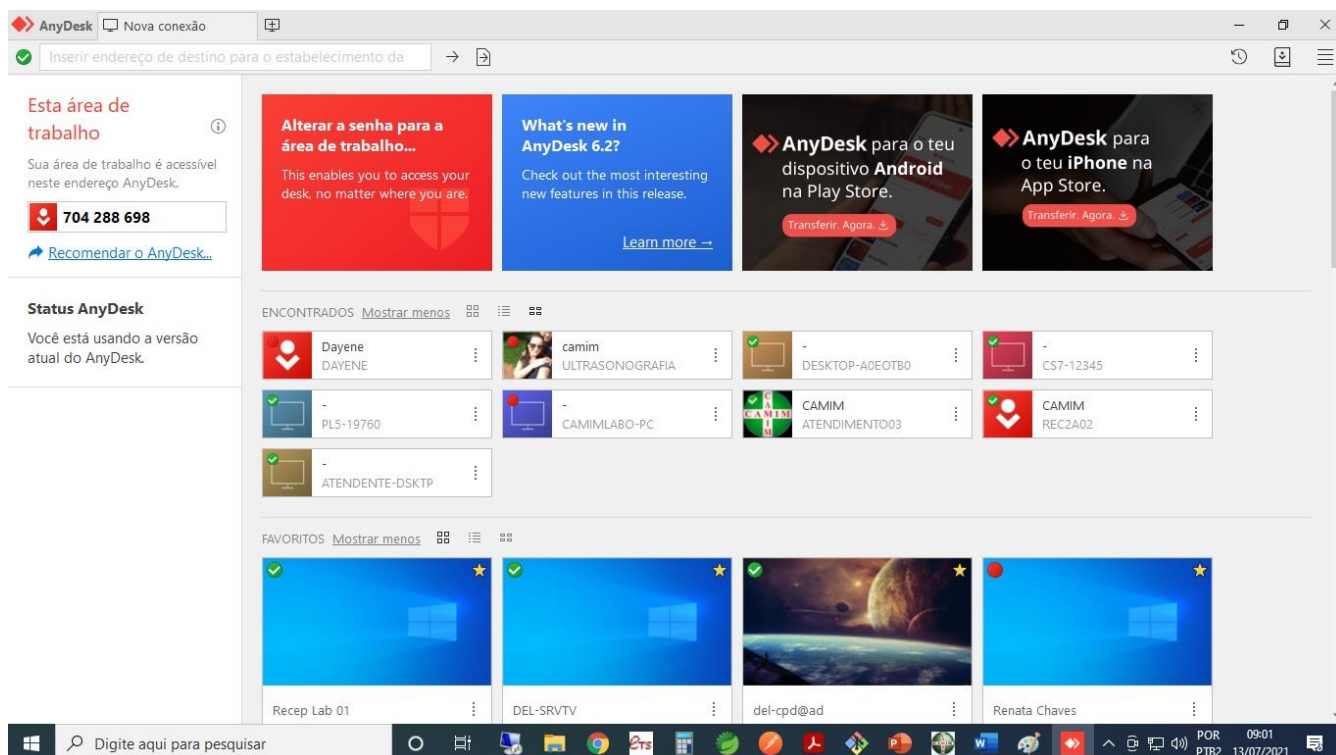 AnyDesk Nova conexão
Inserir endereço de destino para o estabelecimento da
Esta área de
trabalho
Sua área de trabalho é acessível
neste endereço AnyDesk.
704 288 698
Recomendar o AnyDesk...
Status AnyDesk
Você está usando a versão
atual do AnyDesk.
Alterar a senha para a
área de trabalho...
This enables you to access your
desk, no matter where you are.
What's new in
AnyDesk 6.2?
Check out the most interesting
new features in this release.
Learn more →
AnyDesk para o teu
dispositivo Android
na Play Store.
Transferir. Agora.
AnyDesk para
o teu iPhone na
App Store.
Transferir. Agora.
ENCONTRADOS Mostrar menos
Dayene
DAYENE
camim
ULTRASONOGRAFIA
-
DESKTOP-A0EOTB0
-
CS7-12345
-
PL5-19760
-
CAMIMLABO-PC
CAMIM
CAMIM
ATENDIMENTO03
CAMIM
REC2A02
-
ATENDENTE-DSKTP
FAVORITOS Mostrar menos
Recep Lab 01
DEL-SRVTV
del-cpd@ad
Renata Chaves
Digite aqui para pesquisar
POR
PTB2
09:01
13/07/2021